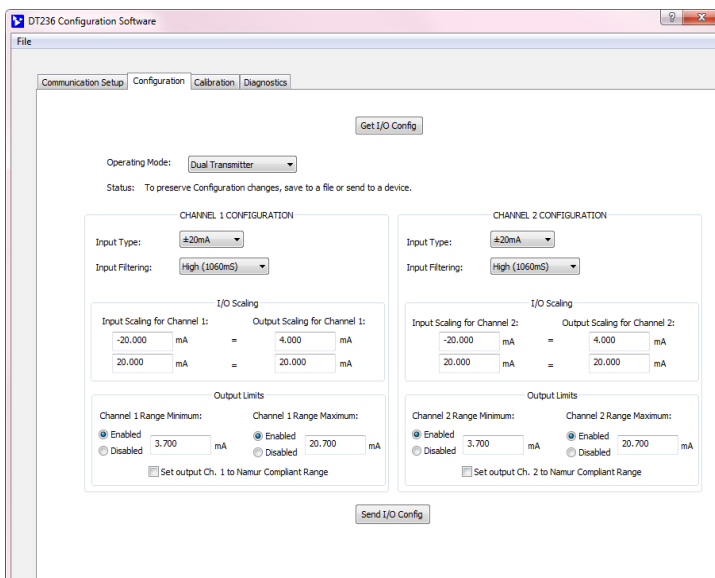 DT236 Configuration Software
File
Communication Setup Configuration Calibration Diagnostics
Get I/O Config
Operating Mode: Dual Transmitter
Status: To preserve Configuration changes, save to a file or send to a device.
CHANNEL 1 CONFIGURATION
Input Type: ±20mA
Input Filtering: High (1060mS)
I/O Scaling
Input Scaling for Channel 1: Output Scaling for Channel 1:
-20.000 mA = 4.000 mA
20.000 mA = 20.000 mA
Output Limits
Channel 1 Range Minimum: Channel 1 Range Maximum:
Enabled Disabled 3.700 mA Enabled Disabled 20.700 mA
Set output Ch. 1 to Namur Compliant Range
CHANNEL 2 CONFIGURATION
Input Type: ±20mA
Input Filtering: High (1060mS)
I/O Scaling
Input Scaling for Channel 2: Output Scaling for Channel 2:
-20.000 mA = 4.000 mA
20.000 mA = 20.000 mA
Output Limits
Channel 2 Range Minimum: Channel 2 Range Maximum:
Enabled Disabled 3.700 mA Enabled Disabled 20.700 mA
Set output Ch. 2 to Namur Compliant Range
Send I/O Config